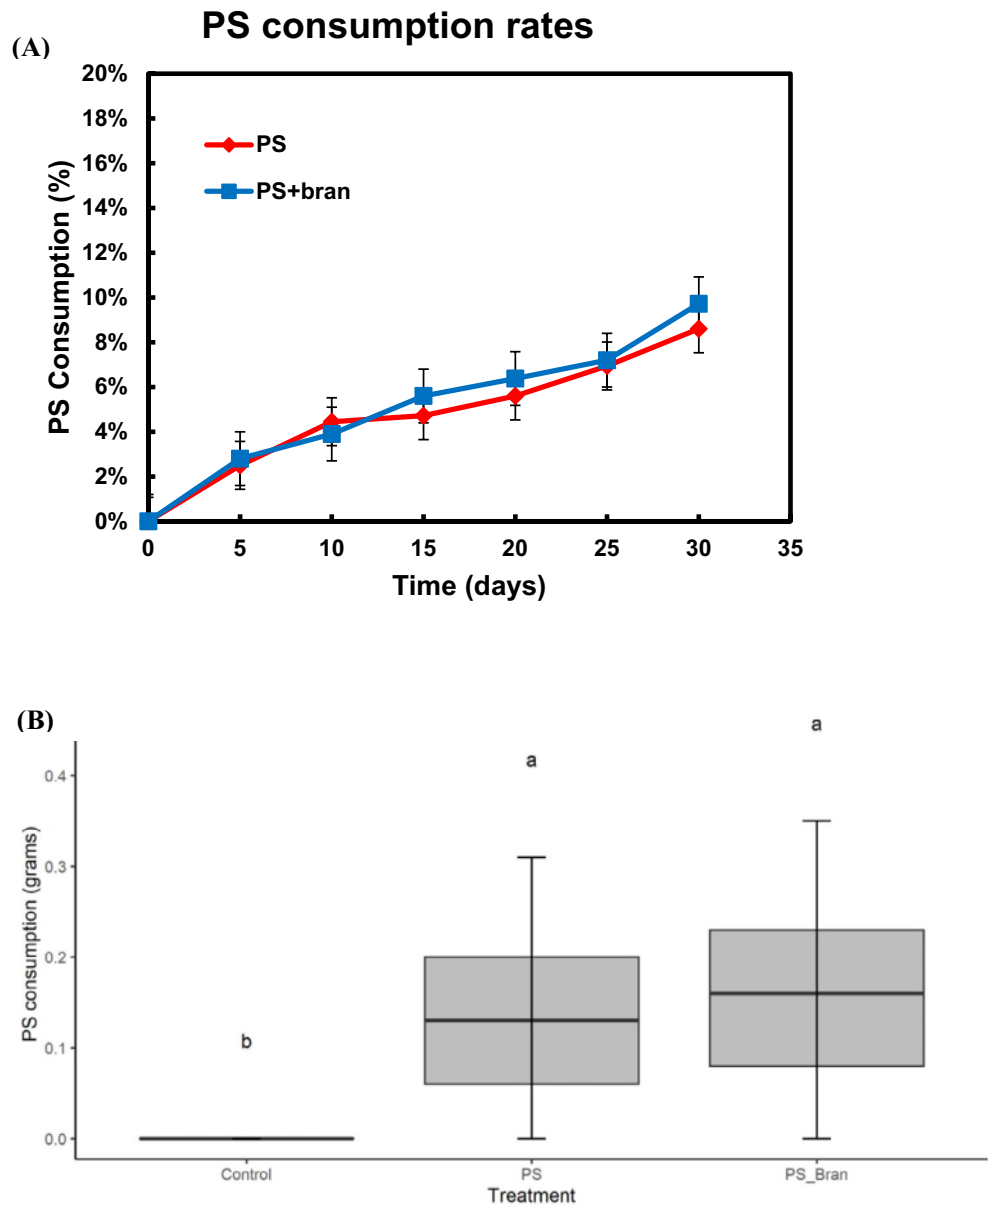 PS consumption rates
(A)
20%
18%
16%
14%
12%
10%
8%
6%
4%
2%
0%
PS Consumption (%)
PS
PS+bran
0 5 10 15 20 25 30 35
Time (days)
(B)
a
a
b
0.4
0.3
0.2
0.1
0.0
PS consumption (grams)
Control PS PS_Bran
Treatment